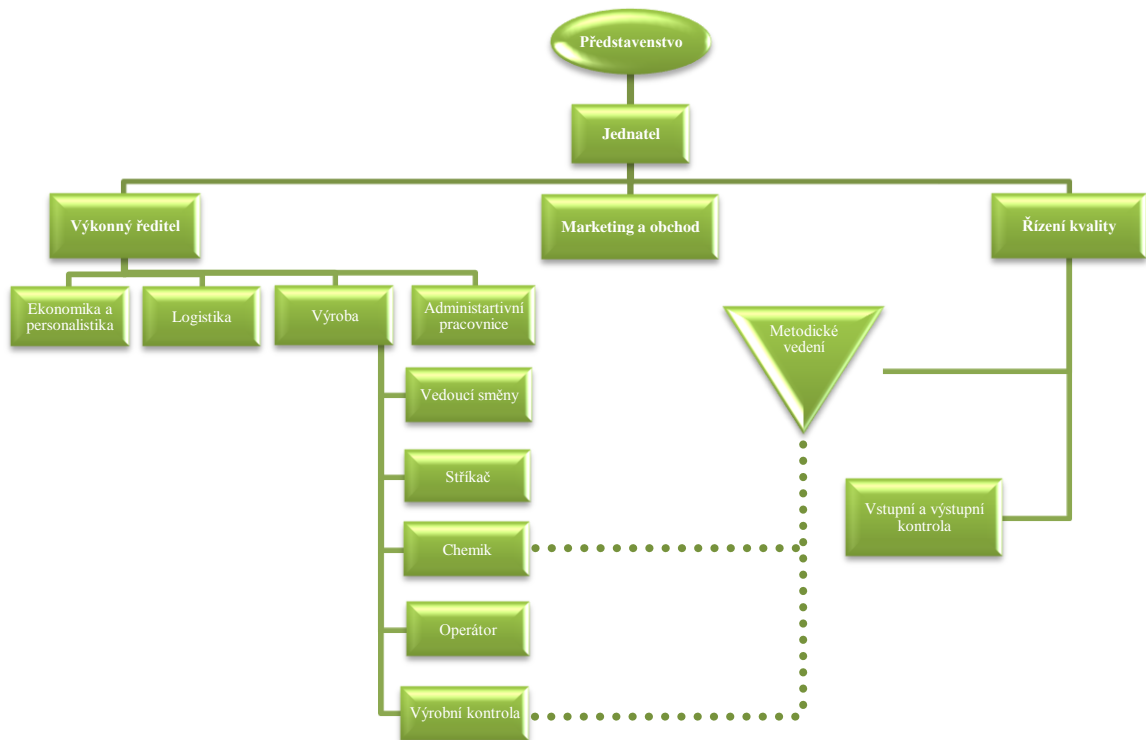 Představenstvo
Jednatel
Výkonný ředitel
Marketing a obchod
Řízení kvality
Ekonomika a
personalistika
Logistika
Výroba
Administartivní
pracovnice
Metodické
vedení
Vedoucí směny
Stříkač
Vstupní a výstupní
kontrola
Chemik
Operátor
Výrobní kontrola